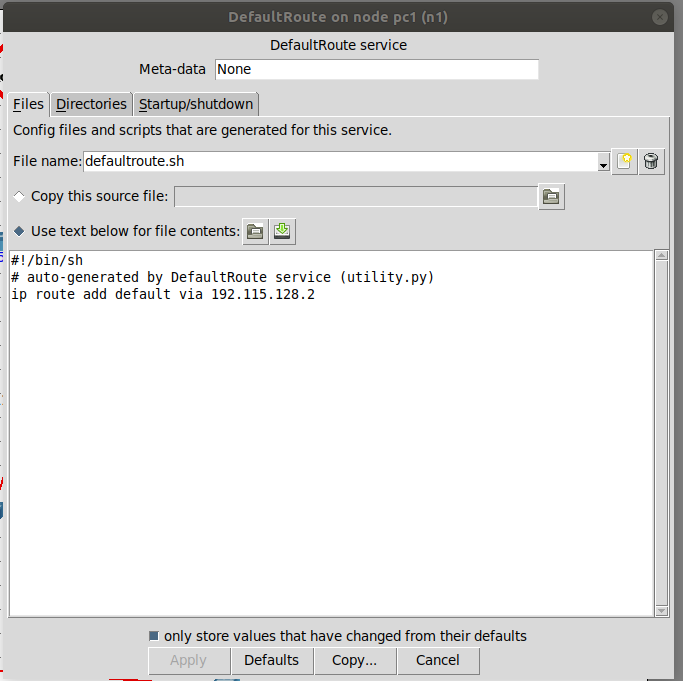 DefaultRoute on node pc1 (n1)
DefaultRoute service
Meta-data None
Files Directories Startup/shutdown
Config files and scripts that are generated for this service.
File name: defaultroute.sh
Copy this source file:
Use text below for file contents:
#!/bin/sh
# auto-generated by DefaultRoute service (utility.py)
ip route add default via 192.115.128.2
only store values that have changed from their defaults
Apply Defaults Copy... Cancel